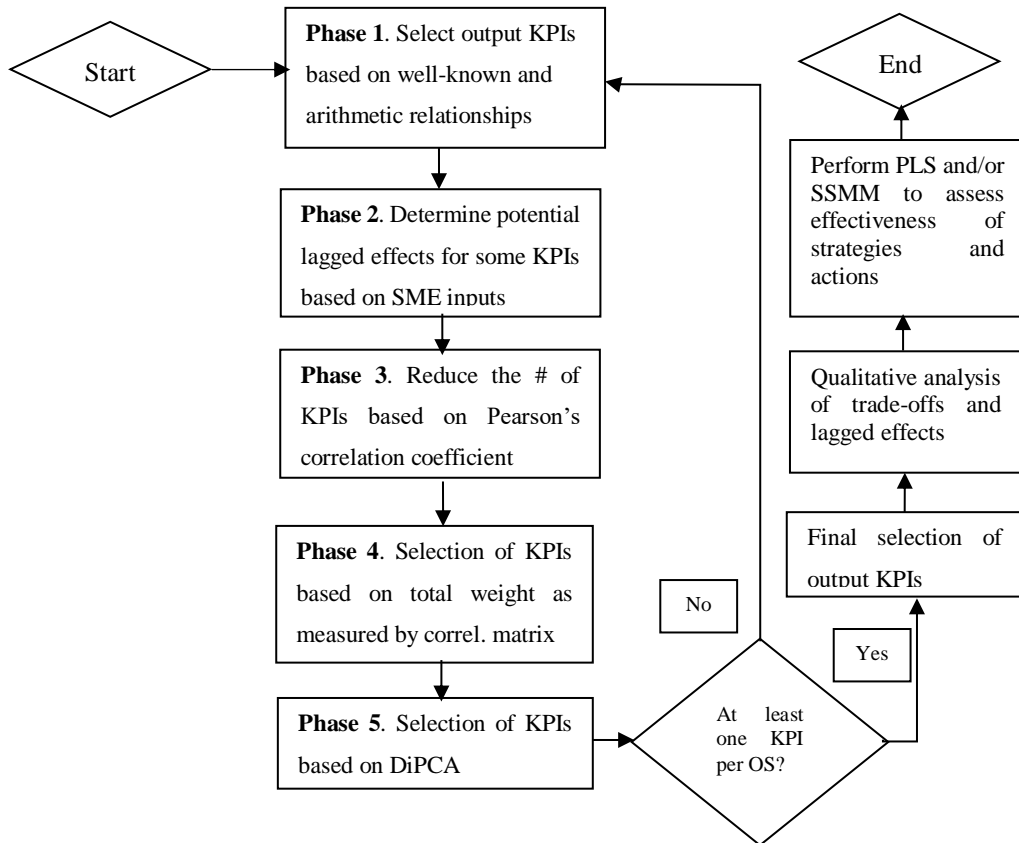 Start
Phase 1. Select output KPIs
based on well-known and
arithmetic relationships
Phase 2. Determine potential
lagged effects for some KPIs
based on SME inputs
Phase 3. Reduce the # of
KPIs based on Pearson's
correlation coefficient
Phase 4. Selection of KPIs
based on total weight as
measured by correl. matrix
Phase 5. Selection of KPIs
based on DiPCA
At least
one KPI
per OS?
No
Yes
Final selection of
output KPIs
Qualitative analysis
of trade-offs and
lagged effects
Perform PLS and/or
SSMM to assess
effectiveness of
strategies and
actions
End